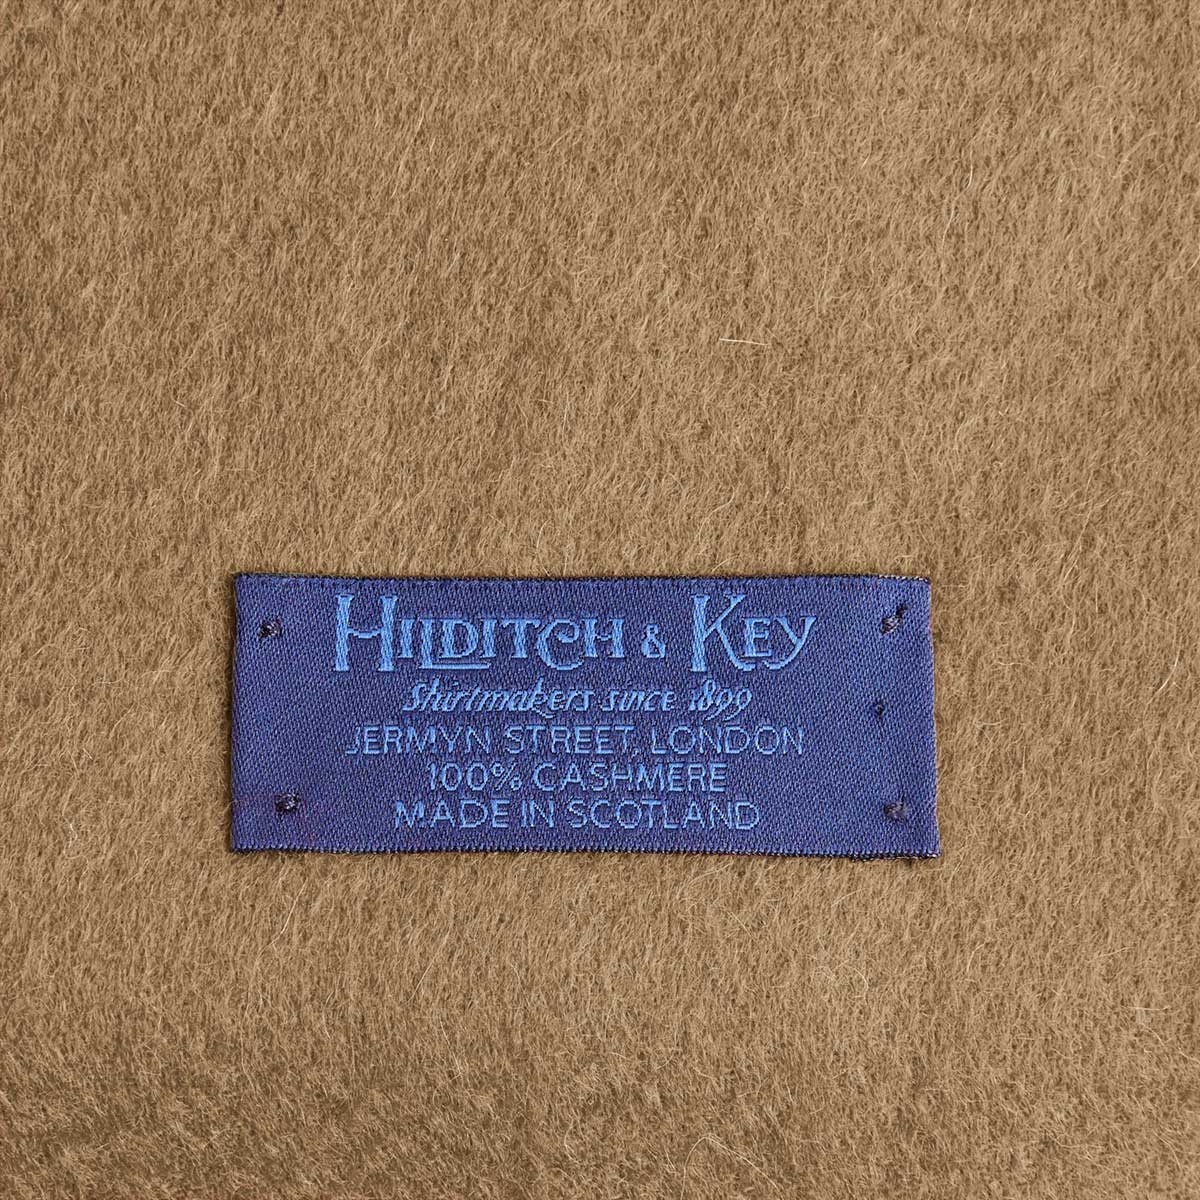 HILDITCH & KEY
Shirtmakers since 1899
JERMYN STREET, LONDON
100% CASHMERE
MADE IN SCOTLAND